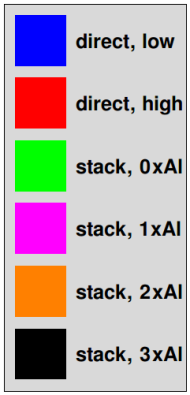 direct, low
direct, high
stack, 0xAl
stack, 1xAl
stack, 2xAl
stack, 3xAl